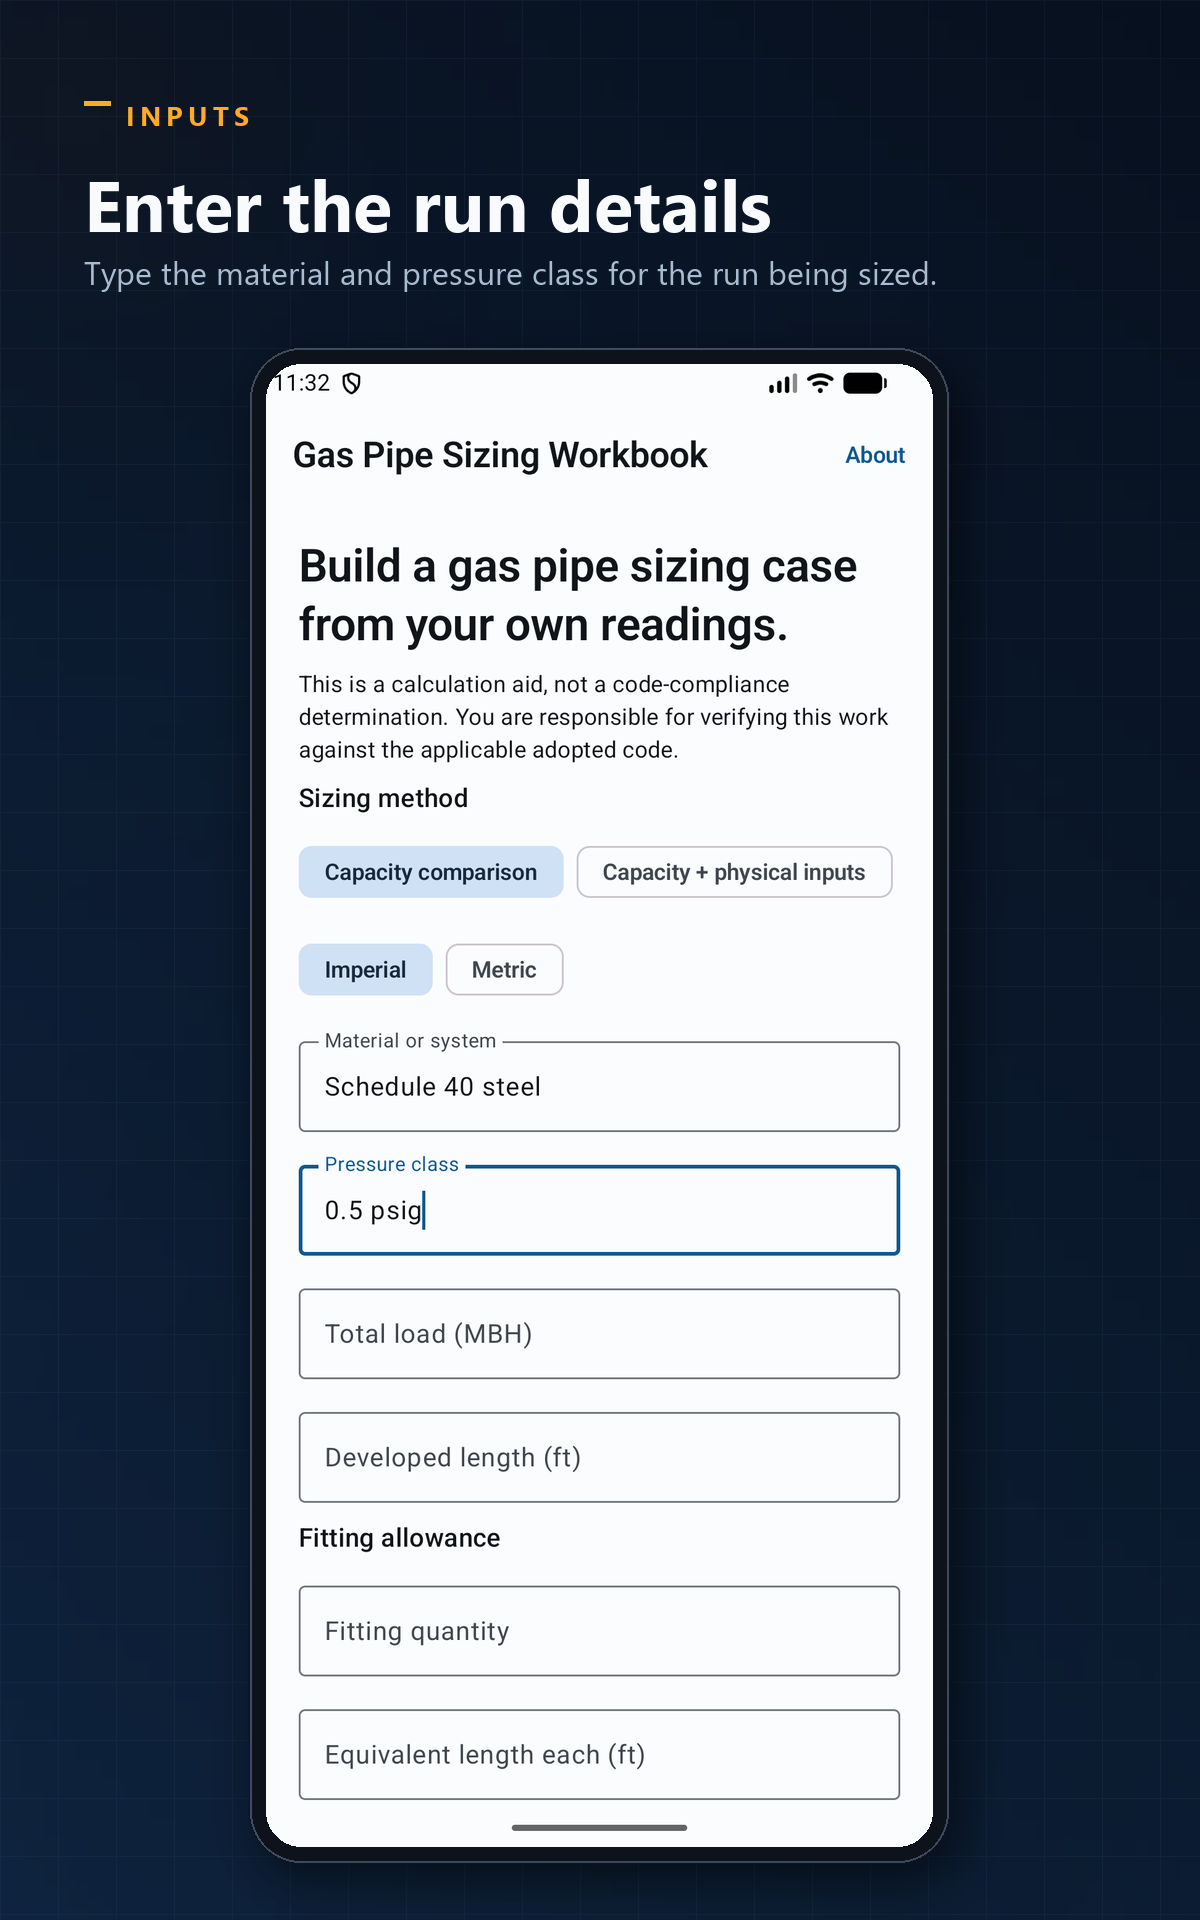 INPUTS
Enter the run details
Type the material and pressure class for the run being sized.
11:32
Gas Pipe Sizing Workbook
About
Build a gas pipe sizing case
from your own readings.
This is a calculation aid, not a code-compliance
determination. You are responsible for verifying this work
against the applicable adopted code.
Sizing method
Capacity comparison
Capacity + physical inputs
Imperial
Metric
Material or system
Schedule 40 steel
Pressure class
0.5 psig
Total load (MBH)
Developed length (ft)
Fitting allowance
Fitting quantity
Equivalent length each (ft)